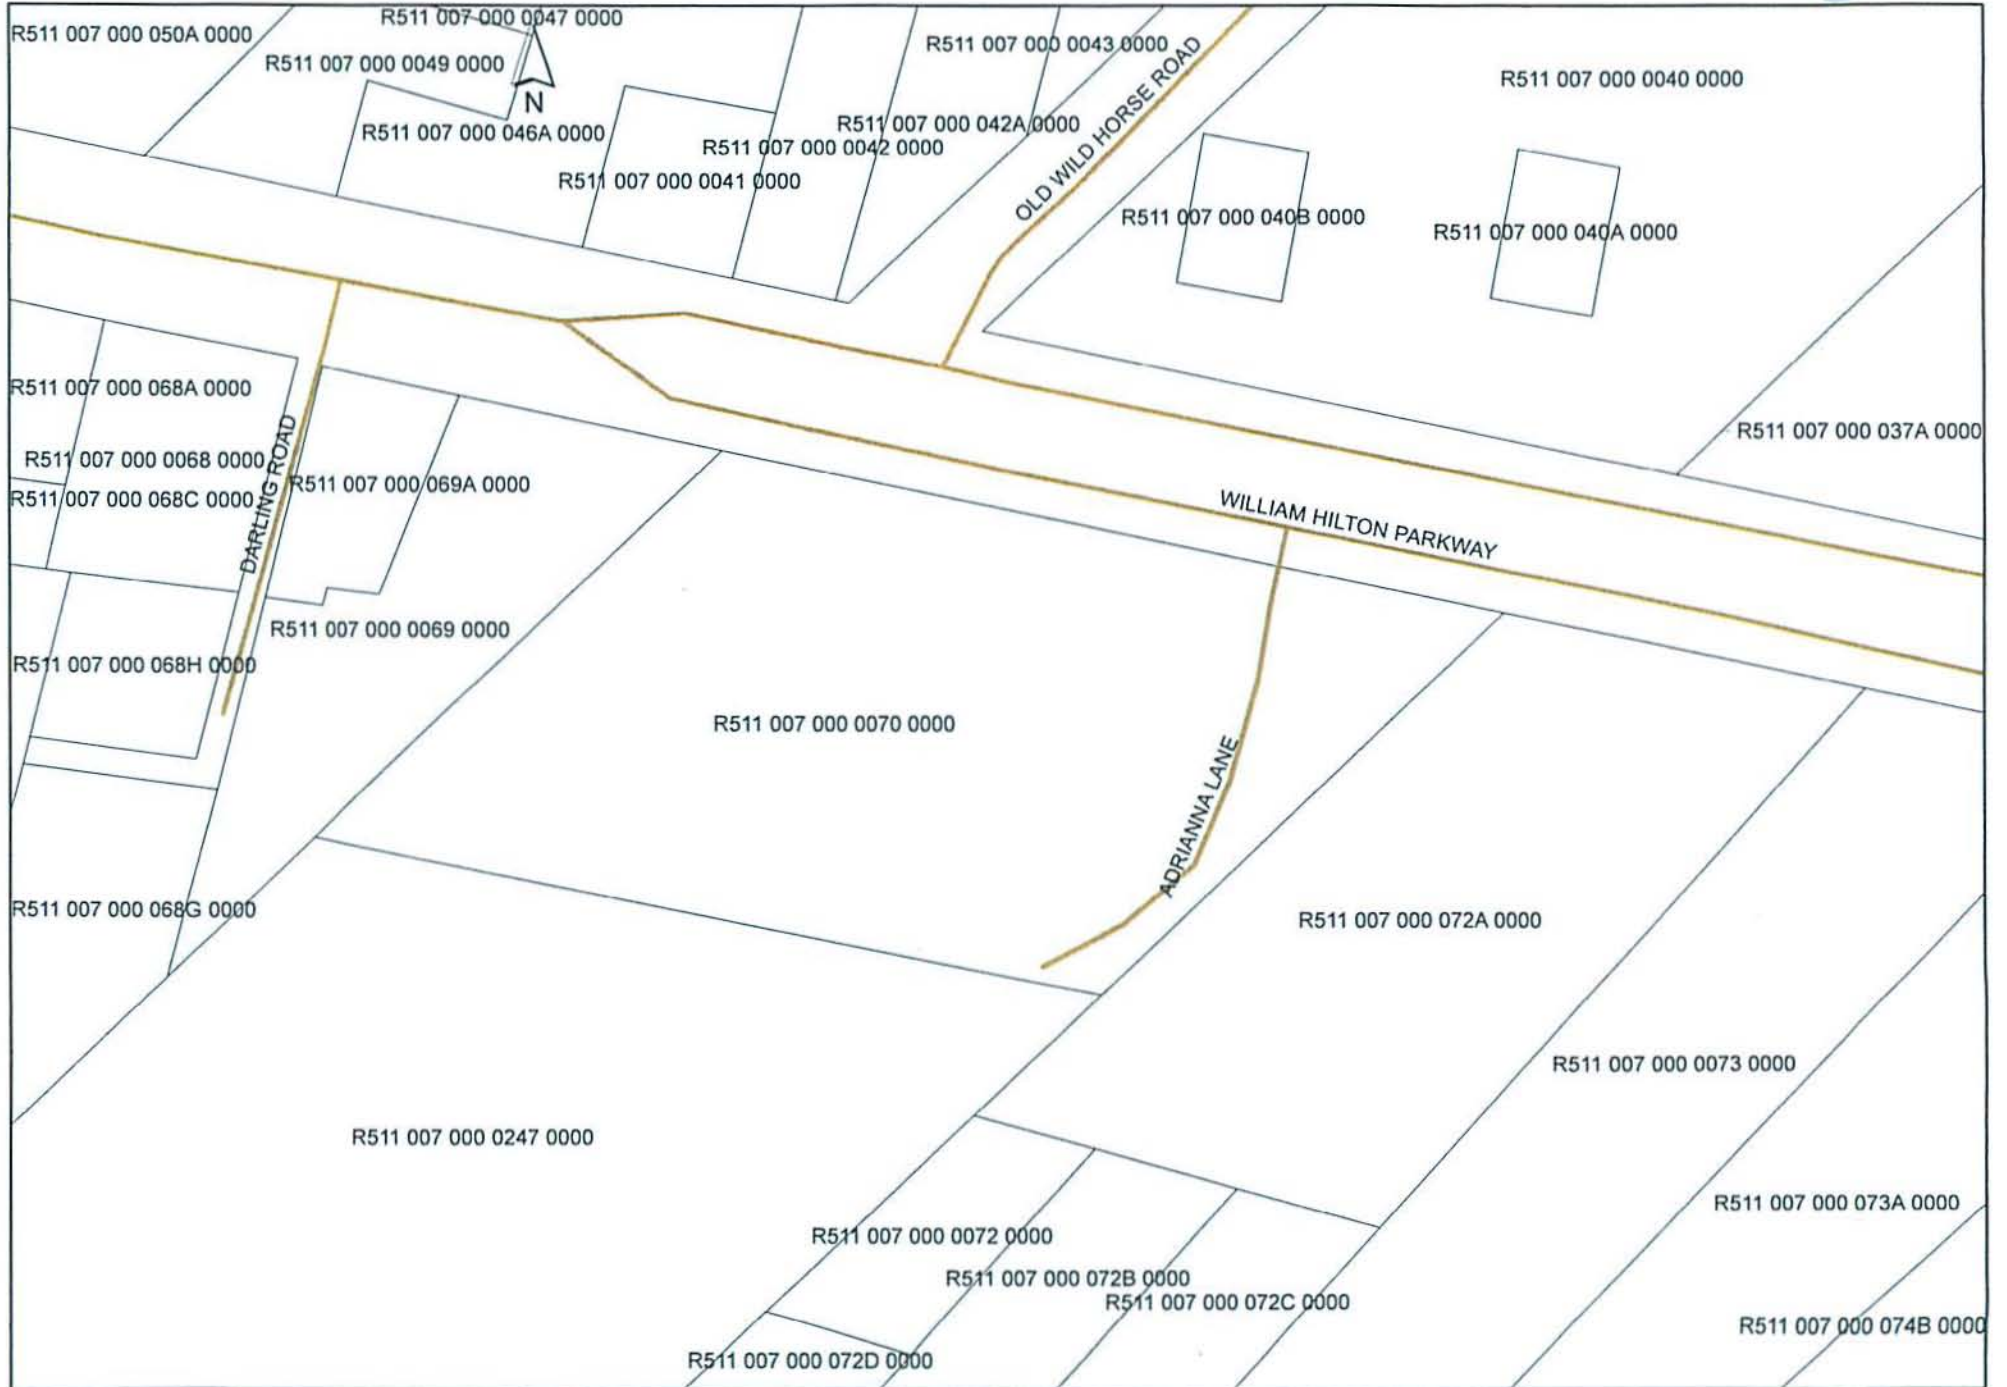 R511 007 000 0047 0000
R511 007 000 050A 0000
R511 007 000 0043 0000
R511 007 000 0049 0000
R511 007 000 0040 0000
N
R511 007 000 042A 0000
R511 007 000 046A 0000
R511 007 000 0042 0000
OLD WILD HORSE ROAD
R511 007 000 0041 0000
R511 007 000 040B 0000
R511 007 000 040A 0000
R511 007 000 068A 0000
R511 007 000 037A 0000
R511 007 000 0068 0000
R511 007 000 069A 0000
R511 007 000 068C 0000
DARLING ROAD
WILLIAM HILTON PARKWAY
R511 007 000 0069 0000
R511 007 000 068H 0000
R511 007 000 0070 0000
ADRIANNA LANE
R511 007 000 068G 0000
R511 007 000 072A 0000
R511 007 000 0073 0000
R511 007 000 0247 0000
R511 007 000 073A 0000
R511 007 000 0072 0000
R511 007 000 072B 0000
R511 007 000 072C 0000
R511 007 000 074B 0000
R511 007 000 072D 0000